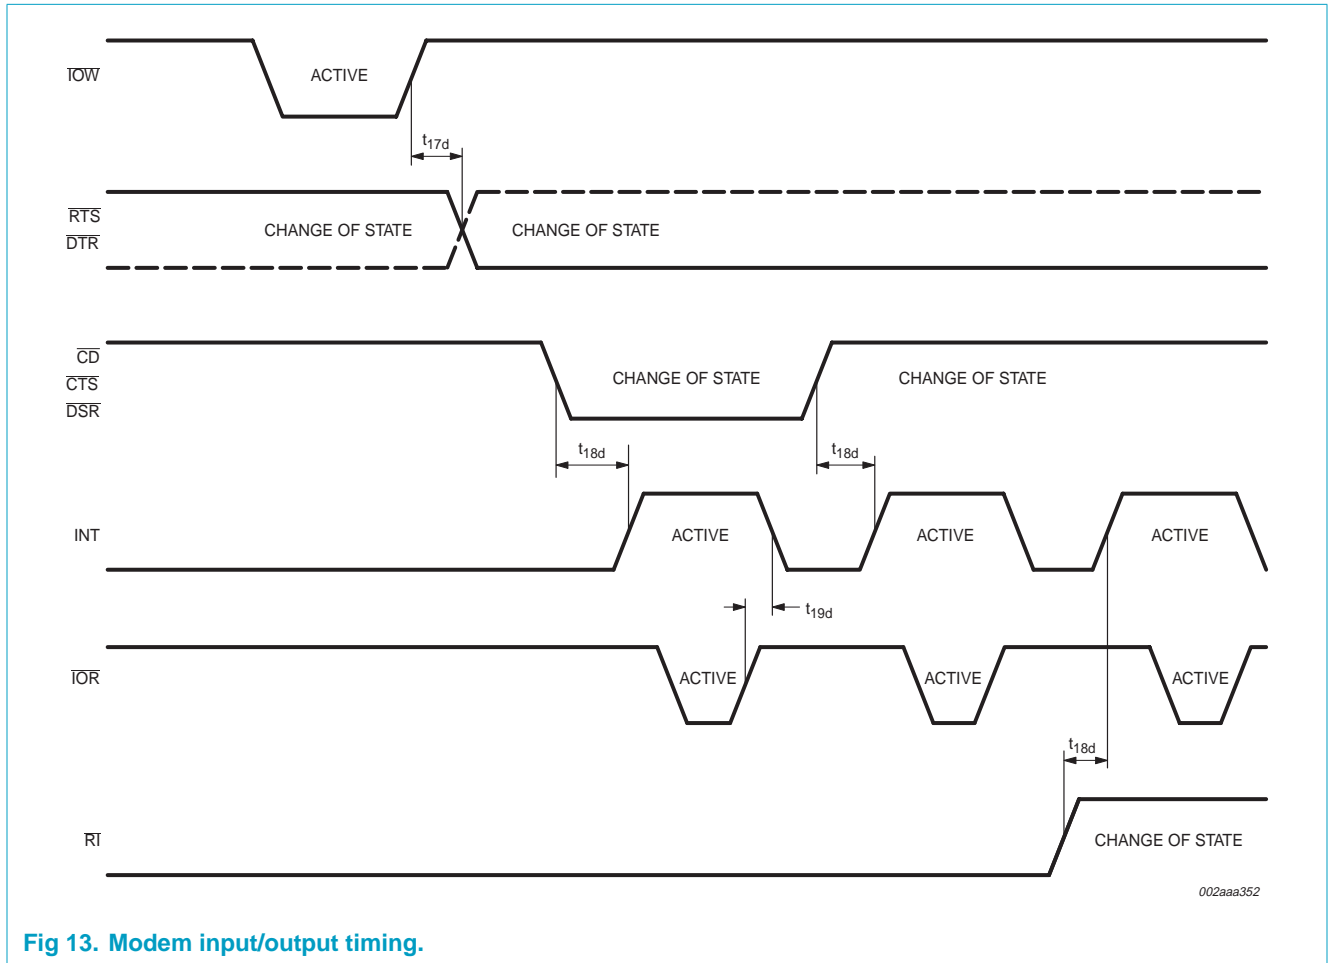 IOW
ACTIVE
t17d
RTS
DTR
CHANGE OF STATE
CHANGE OF STATE
CD
CTS
DSR
CHANGE OF STATE
CHANGE OF STATE
t18d
t18d
INT
ACTIVE
ACTIVE
ACTIVE
t19d
IOR
ACTIVE
ACTIVE
ACTIVE
t18d
RI
CHANGE OF STATE
002aaa352
Fig 13. Modem input/output timing.